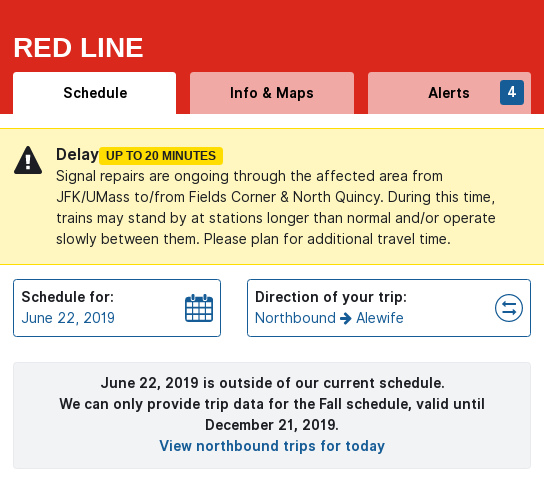 RED LINE
Schedule
Info & Maps
Alerts 4
Delay UP TO 20 MINUTES
Signal repairs are ongoing through the affected area from
JFK/UMass to/from Fields Corner & North Quincy. During this time,
trains may stand by at stations longer than normal and/or operate
slowly between them. Please plan for additional travel time.
Schedule for:
June 22, 2019
Direction of your trip:
Northbound → Alewife
June 22, 2019 is outside of our current schedule.
We can only provide trip data for the Fall schedule, valid until
December 21, 2019.
View northbound trips for today